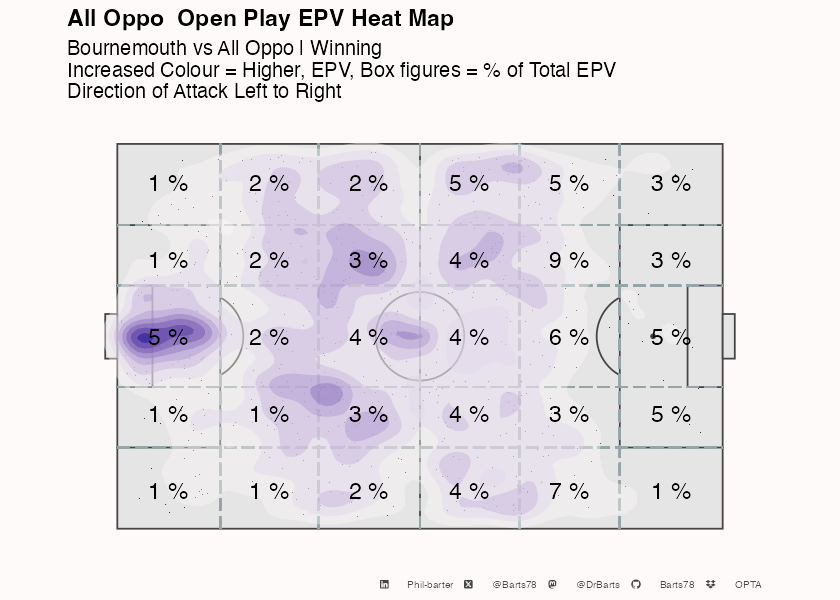 All Oppo  Open Play EPV Heat Map
Bournemouth vs All Oppo | Winning
Increased Colour = Higher, EPV, Box figures = % of Total EPV
Direction of Attack Left to Right
1 % 2 % 2 % 5 % 5 % 3 %
1 % 2 % 3 % 4 % 9 % 3 %
5 % 2 % 4 % 4 % 6 % 5 %
1 % 1 % 3 % 4 % 3 % 5 %
1 % 1 % 2 % 4 % 7 % 1 %
Phil-barter @Barts78 @DrBarts Barts78 OPTA